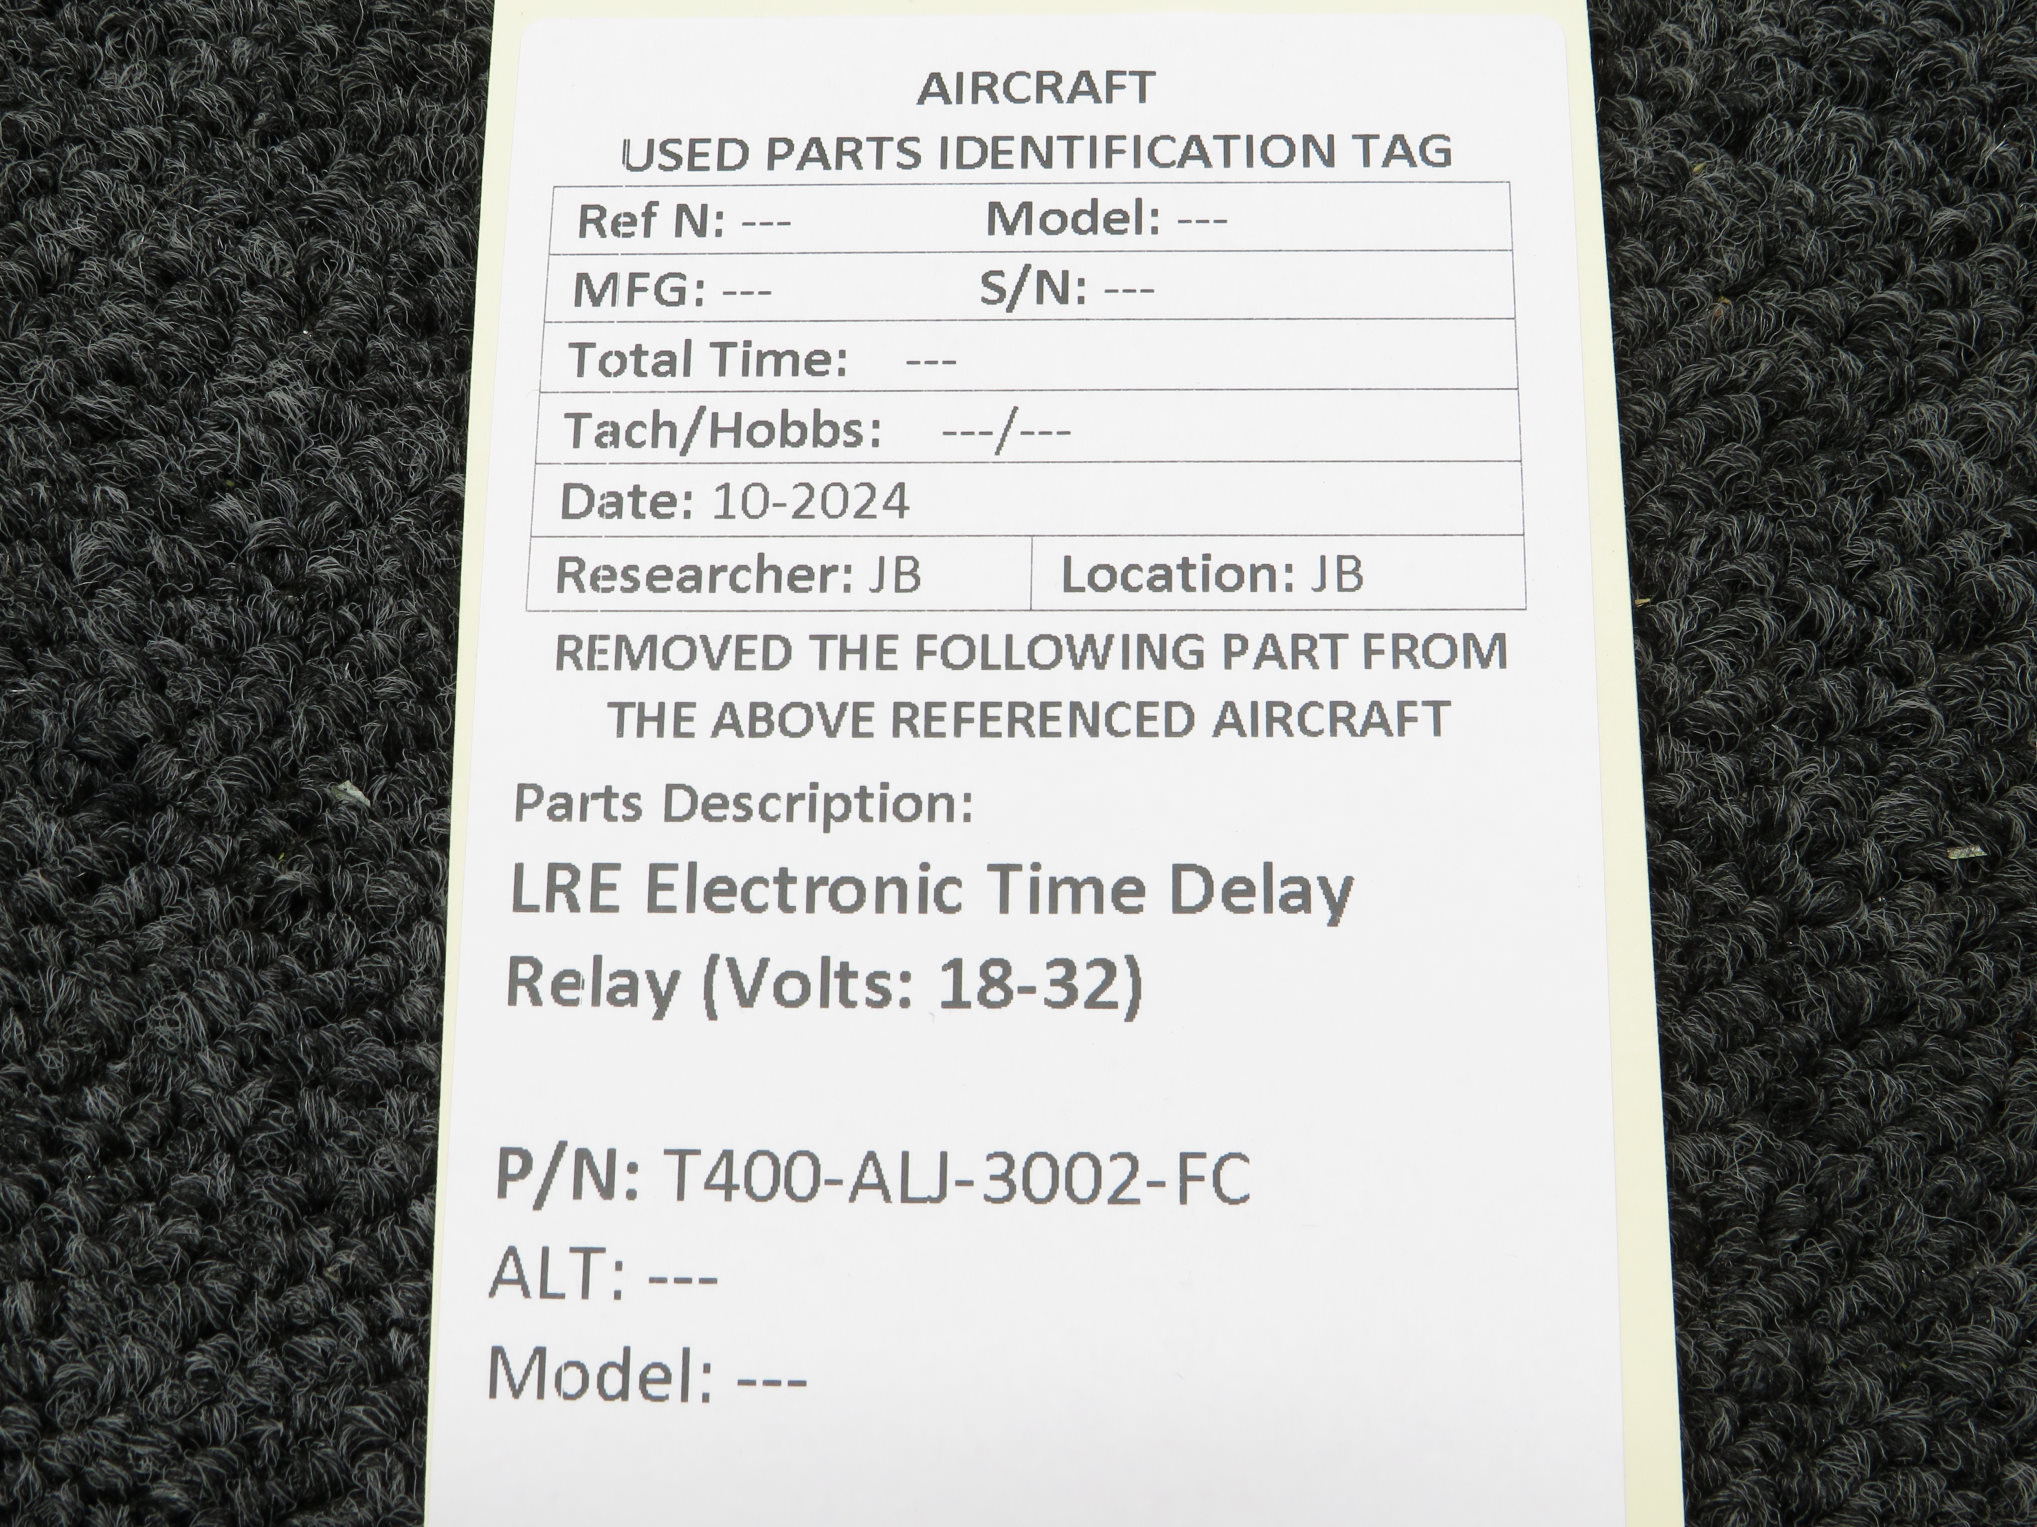 AIRCRAFT
USED PARTS IDENTIFICATION TAG
Ref N: --- Model: ---
MFG: --- S/N: ---
Total Time: ---
Tach/Hobbs: ---/---
Date: 10-2024
Researcher: JB Location: JB
REMOVED THE FOLLOWING PART FROM
THE ABOVE REFERENCED AIRCRAFT
Parts Description:
LRE Electronic Time Delay
Relay (Volts: 18-32)
P/N: T400-ALJ-3002-FC
ALT: ---
Model: ---